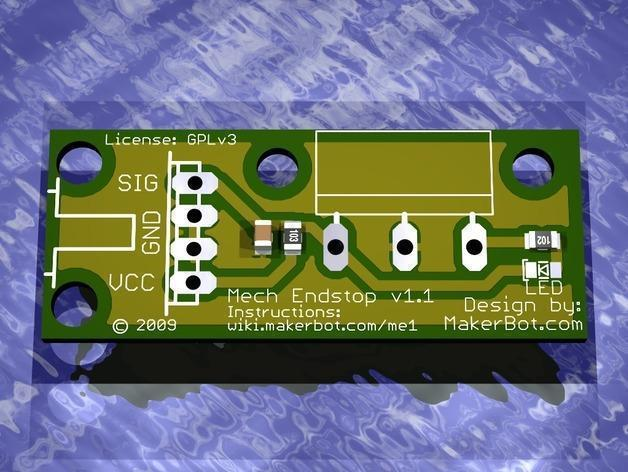 License: GPLv3
SIG
GND
VCC
103
102
LED
Mech Endstop v1.1
Instructions:
wiki.makerbot.com/me1
Design by:
MakerBot.com
© 2009